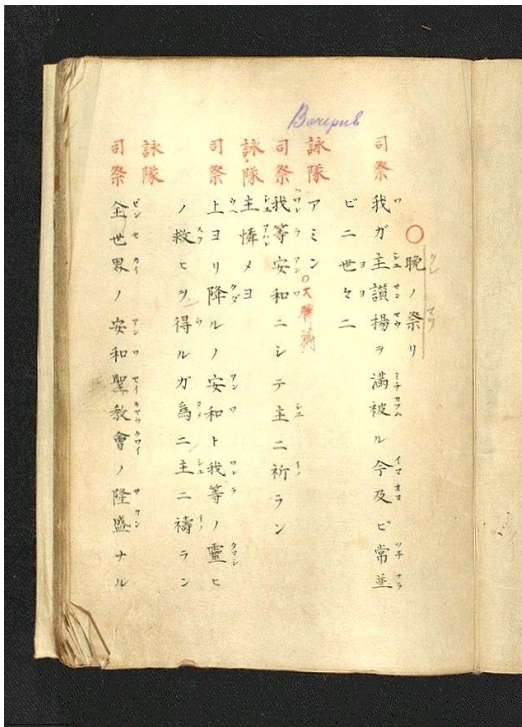 Вечерня
〇晩ノ祭リ
司祭 我ガ主讃揚ヲ満被ル今及ビ常並
ビニ世々ニ
詠隊 アミン
司祭 我等安和ニシテ主ニ祈ラン
詠隊 主憐メヨ
司祭 上ヨリ降ルノ安和ト我等ノ靈ヒ
ノ救ヒヲ得ルガ為ニ主ニ禱ラン
詠隊
司祭 全世界ノ安和聖教會ノ隆盛ナル